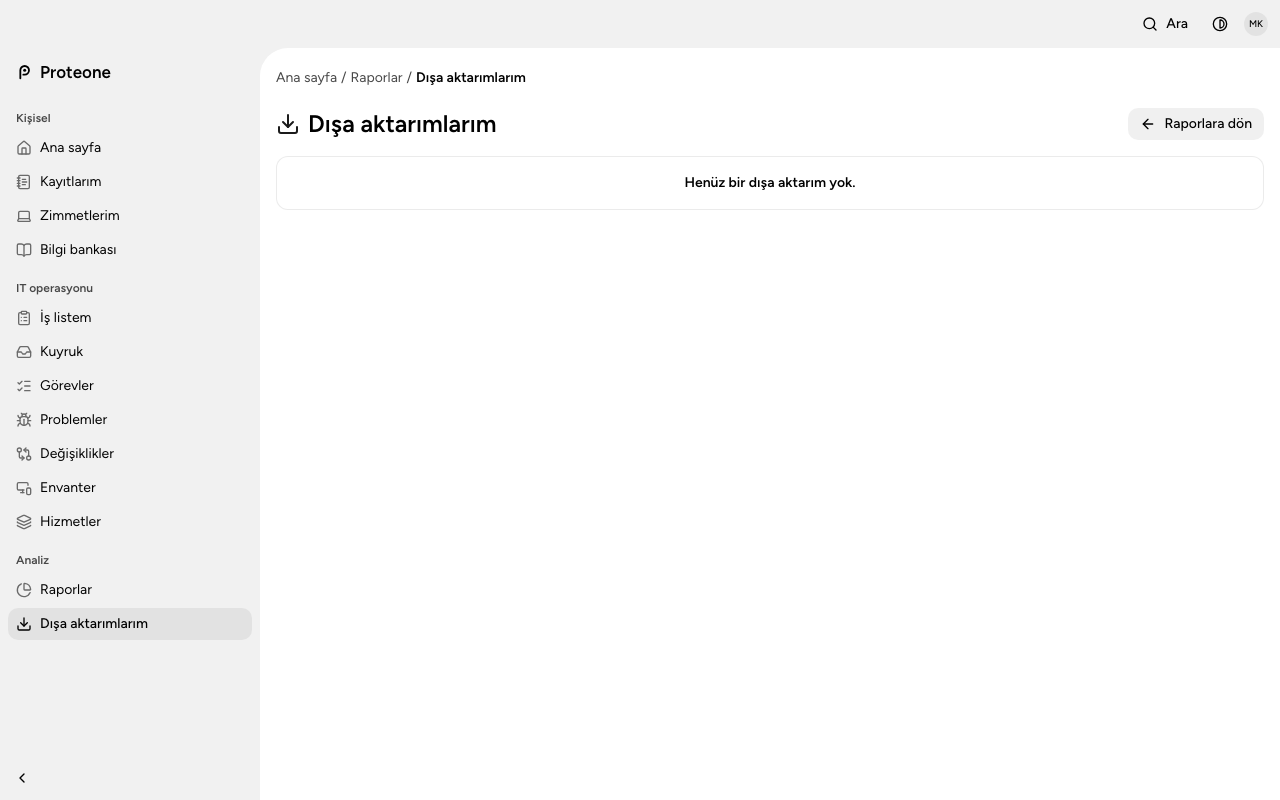 Ara
MK
Proteone
Kişisel
Ana sayfa
Kayıtlarım
Zimmetlerim
Bilgi bankası
IT operasyonu
İş listem
Kuyruk
Görevler
Problemler
Değişiklikler
Envanter
Hizmetler
Analiz
Raporlar
Dışa aktarımlarım
Ana sayfa / Raporlar / Dışa aktarımlarım
Dışa aktarımlarım
Raporlara dön
Henüz bir dışa aktarım yok.